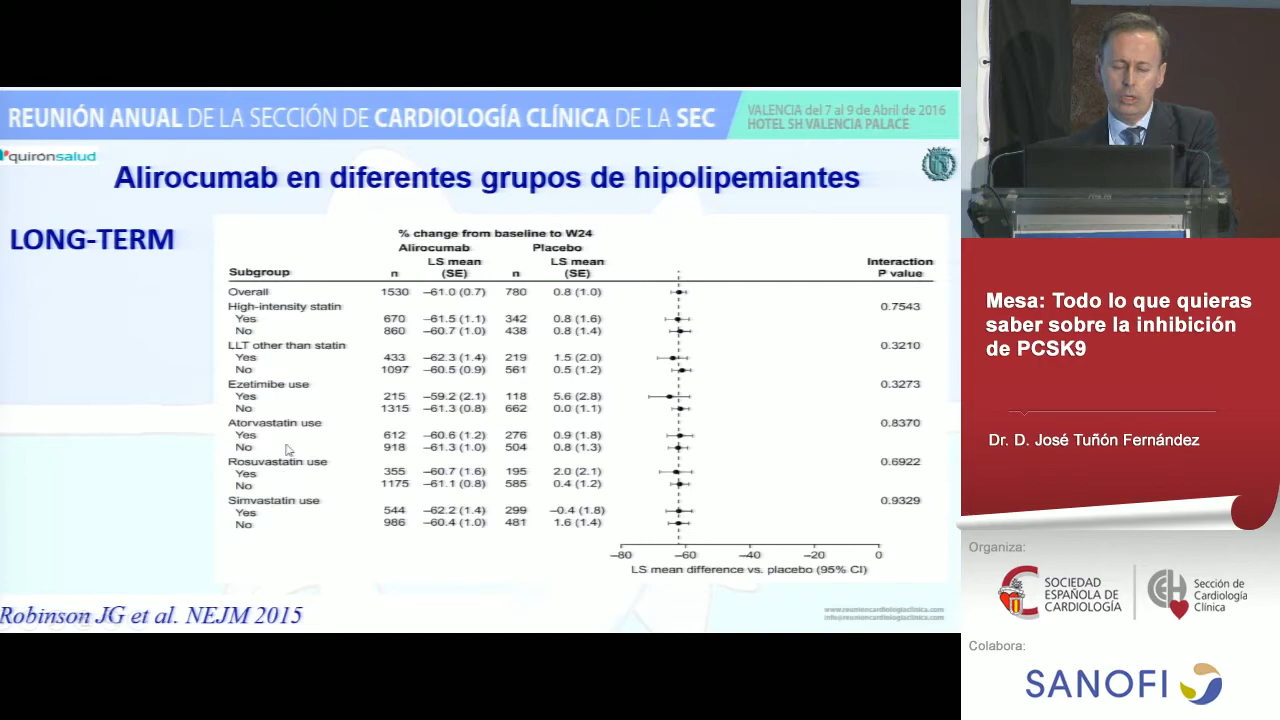 REUNIÓN ANUAL DE LA SECCIÓN DE CARDIOLOGÍA CLÍNICA DE LA SEC
VALENCIA del 7 al 9 de Abril de 2016
HOTEL SH VALENCIA PALACE
quirónsalud
Alirocumab en diferentes grupos de hipolipemiantes
LONG-TERM
% change from baseline to W24
Alirocumab Placebo
Subgroup n LS mean (SE) n LS mean (SE) Interaction P value
Overall 1530 –61.0 (0.7) 780 0.8 (1.0)
High-intensity statin 0.7543
Yes 670 –61.5 (1.1) 342 0.8 (1.6)
No 860 –60.7 (1.0) 438 0.8 (1.4)
LLT other than statin 0.3210
Yes 433 –62.3 (1.4) 219 1.5 (2.0)
No 1097 –60.5 (0.9) 561 0.5 (1.2)
Ezetimibe use 0.3273
Yes 215 –59.2 (2.1) 118 5.6 (2.8)
No 1315 –61.3 (0.8) 662 0.0 (1.1)
Atorvastatin use 0.8370
Yes 612 –60.6 (1.2) 276 0.9 (1.8)
No 918 –61.3 (1.0) 504 0.8 (1.3)
Rosuvastatin use 0.6922
Yes 355 –60.7 (1.6) 195 2.0 (2.1)
No 1175 –61.1 (0.8) 585 0.4 (1.2)
Simvastatin use 0.9329
Yes 544 –62.2 (1.4) 299 –0.4 (1.8)
No 986 –60.4 (1.0) 481 1.6 (1.4)
–80 –60 –40 –20 0
LS mean difference vs. placebo (95% CI)
Robinson JG et al. NEJM 2015
www.reunioncardiologiaclinica.com
info@reunioncardiologiaclinica.com
Mesa: Todo lo que quieras
saber sobre la inhibición
de PCSK9
Dr. D. José Tuñón Fernández
Organiza:
SOCIEDAD
ESPAÑOLA DE
CARDIOLOGÍA
Sección de
Cardiología
Clínica
Colabora:
SANOFI